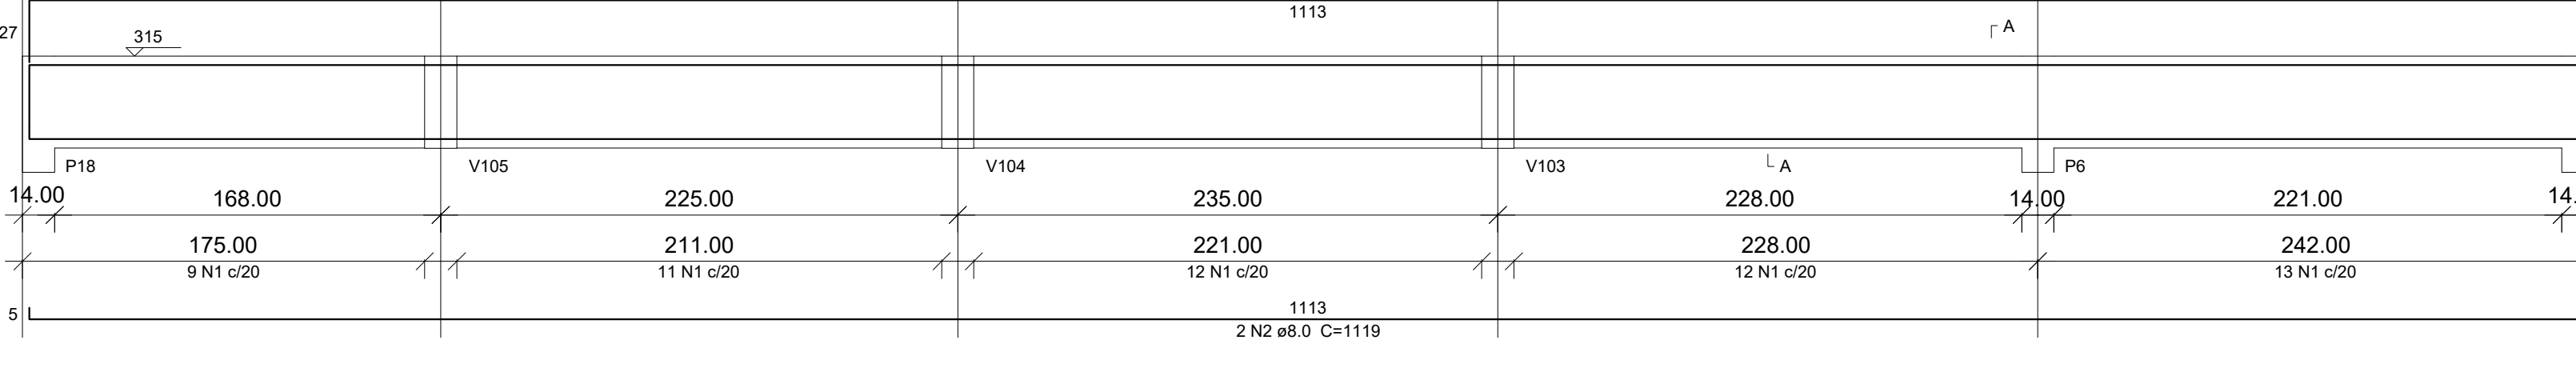 1113
A
27
315
P18
V105
V104
V103
A
P6
14.00
168.00
225.00
235.00
228.00
14.00
221.00
14.
175.00
211.00
221.00
228.00
242.00
9 N1 c/20
11 N1 c/20
12 N1 c/20
12 N1 c/20
13 N1 c/20
1113
5
2 N2 ø8.0 C=1119